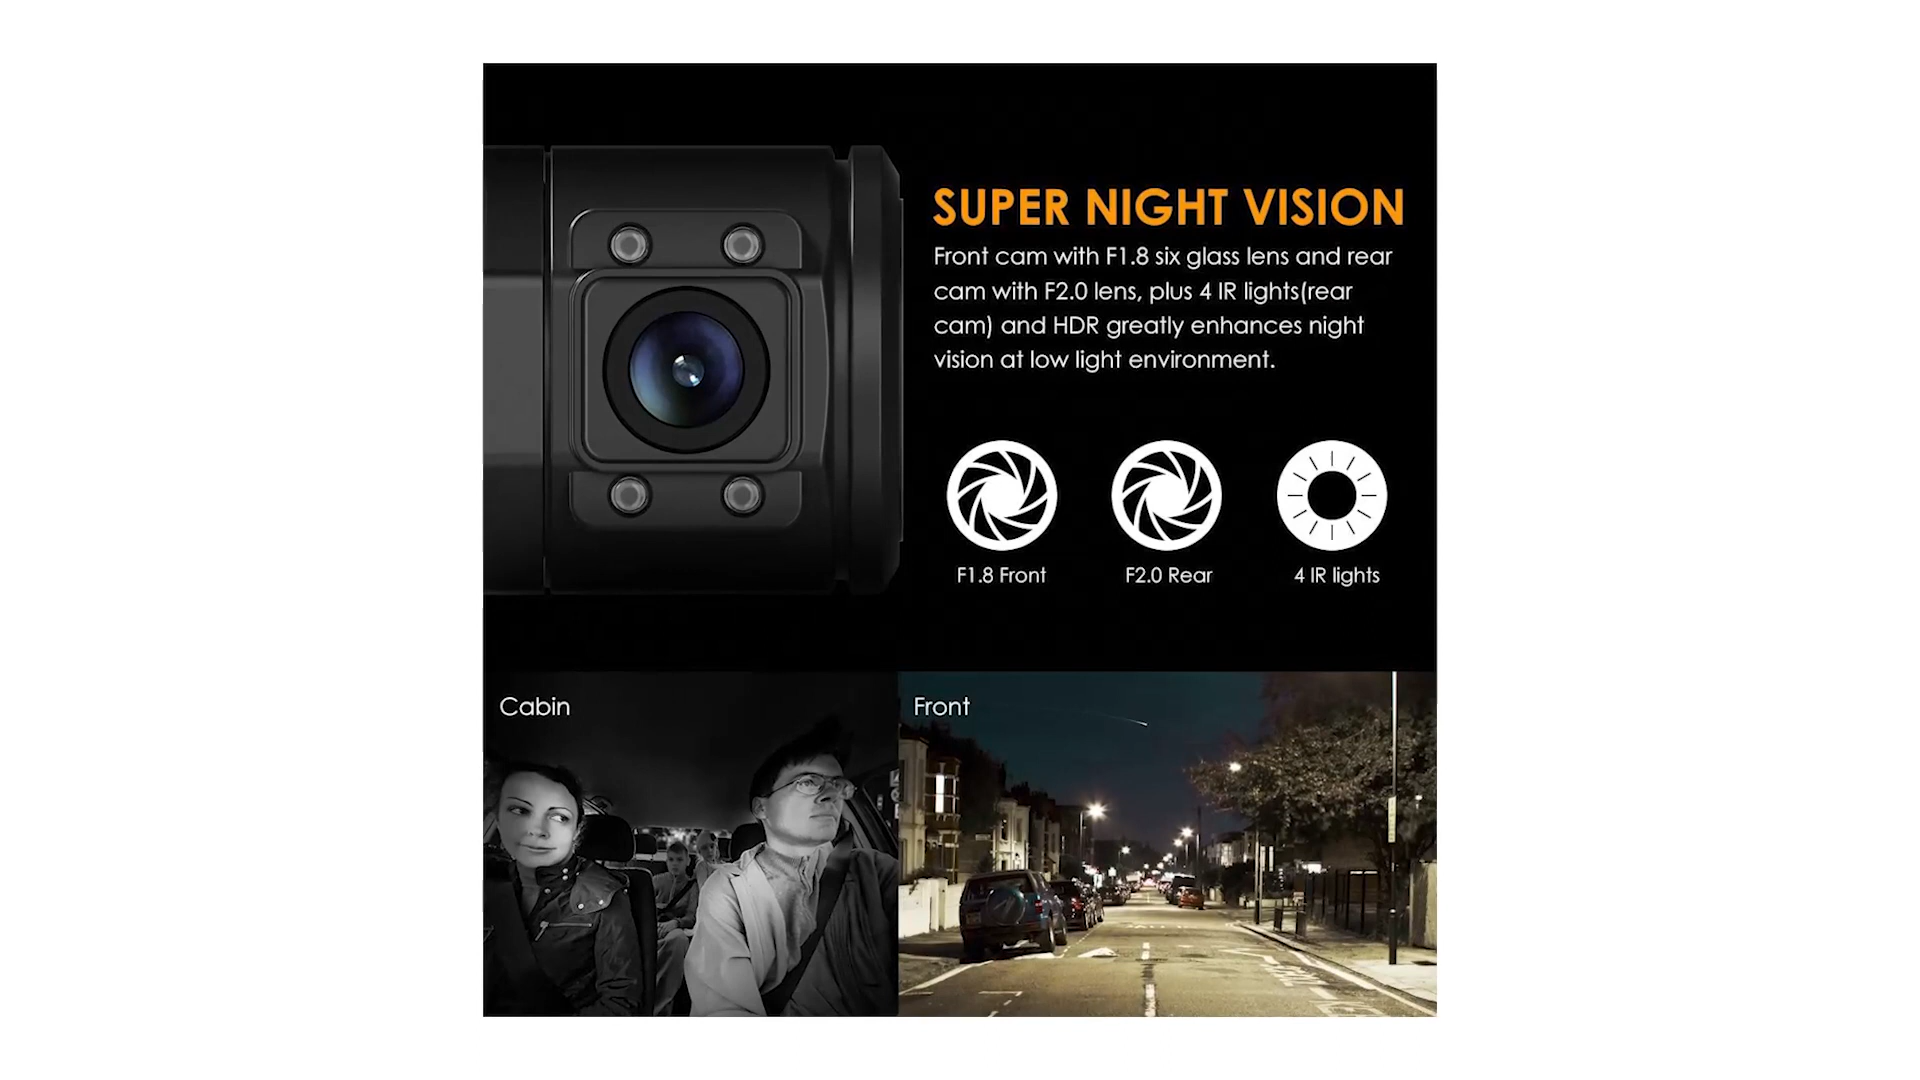 SUPER NIGHT VISION
Front cam with F1.8 six glass lens and rear
cam with F2.0 lens, plus 4 IR lights(rear
cam) and HDR greatly enhances night
vision at low light environment.
F1.8 Front
F2.0 Rear
4 IR lights
Cabin
Front